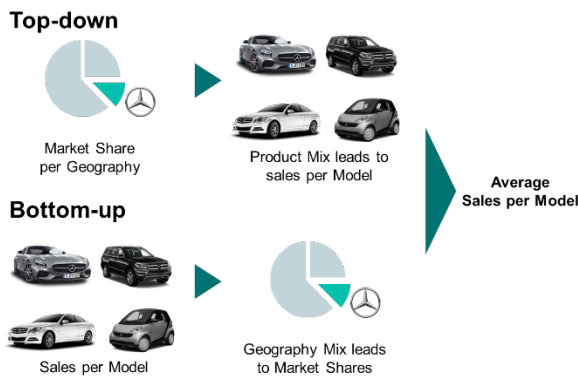 Top-down
Market Share
per Geography
Product Mix leads to
sales per Model
Average
Sales per Model
Bottom-up
Sales per Model
Geography Mix leads
to Market Shares